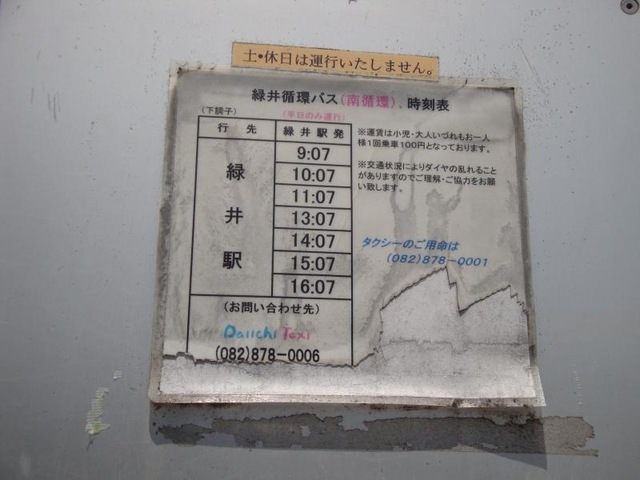 土・休日は運行いたしません。
緑井循環バス(南循環)、時刻表
(下調子)
(平日のみ運行)
行先 緑井駅発
緑井駅
9:07
10:07
11:07
13:07
14:07
15:07
16:07
※運賃は小児・大人いづれもお一人
様1回乗車100円となっております。
※交通状況によりダイヤの乱れること
がありますのでご理解・ご協力をお願
い致します。
タクシーのご用命は
(082)878-0001
(お問い合わせ先)
Daiichi Taxi
(082)878-0006